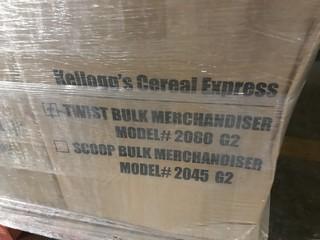 Kellogg's Cereal Express
TWIST BULK MERCHANDISER
MODEL# 2060 G2
SCOOP BULK MERCHANDISER
MODEL# 2045 G2